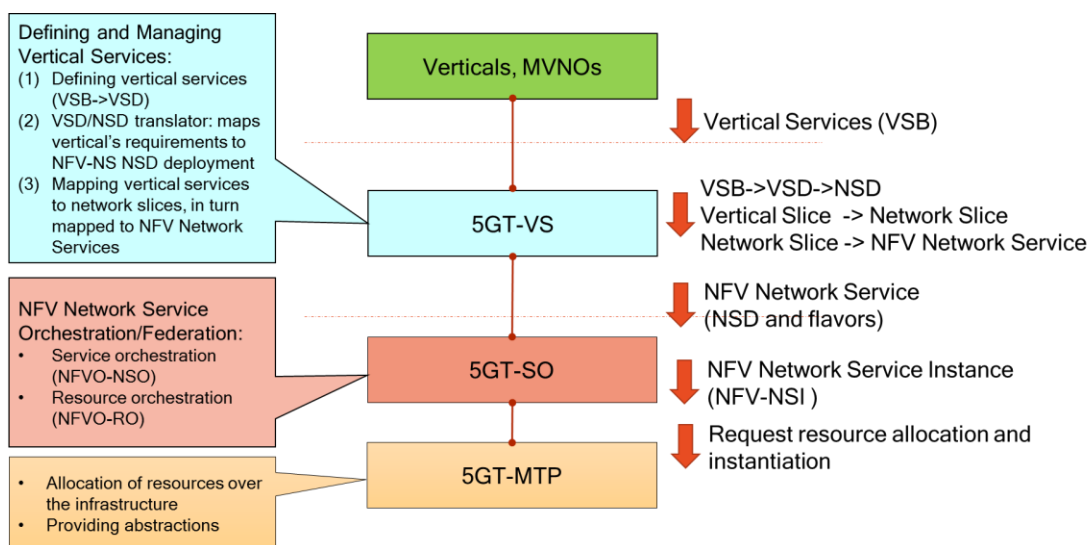 Defining and Managing
Vertical Services:
(1) Defining vertical services
(VSB->VSD)
(2) VSD/NSD translator: maps
vertical's requirements to
NFV-NS NSD deployment
(3) Mapping vertical services
to network slices, in turn
mapped to NFV Network
Services
NFV Network Service
Orchestration/Federation:
• Service orchestration
(NFVO-NSO)
• Resource orchestration
(NFVO-RO)
• Allocation of resources over
the infrastructure
• Providing abstractions
Verticals, MVNOs
5GT-VS
5GT-SO
5GT-MTP
Vertical Services (VSB)
VSB->VSD->NSD
Vertical Slice -> Network Slice
Network Slice -> NFV Network Service
NFV Network Service
(NSD and flavors)
NFV Network Service Instance
(NFV-NSI )
Request resource allocation and
instantiation